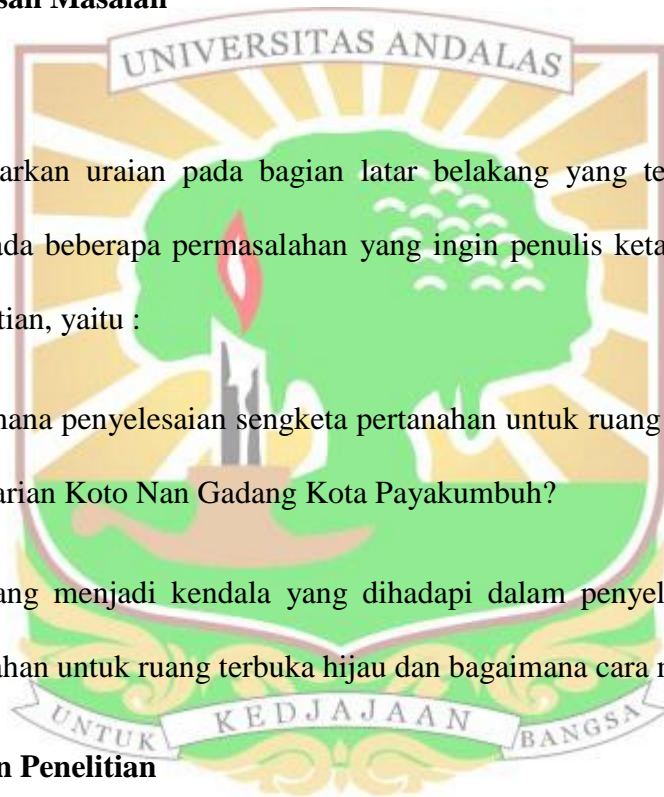 san Masalah
UNIVERSITAS ANDALAS
arkan uraian pada bagian latar belakang yang te
ada beberapa permasalahan yang ingin penulis keta
tian, yaitu :
nana penyelesaian sengketa pertanahan untuk ruang
arian Koto Nan Gadang Kota Payakumbuh?
ang menjadi kendala yang dihadapi dalam penyel
ahan untuk ruang terbuka hijau dan bagaimana cara
UNTUK KEDJAJAAN BANGSA
n Penelitian